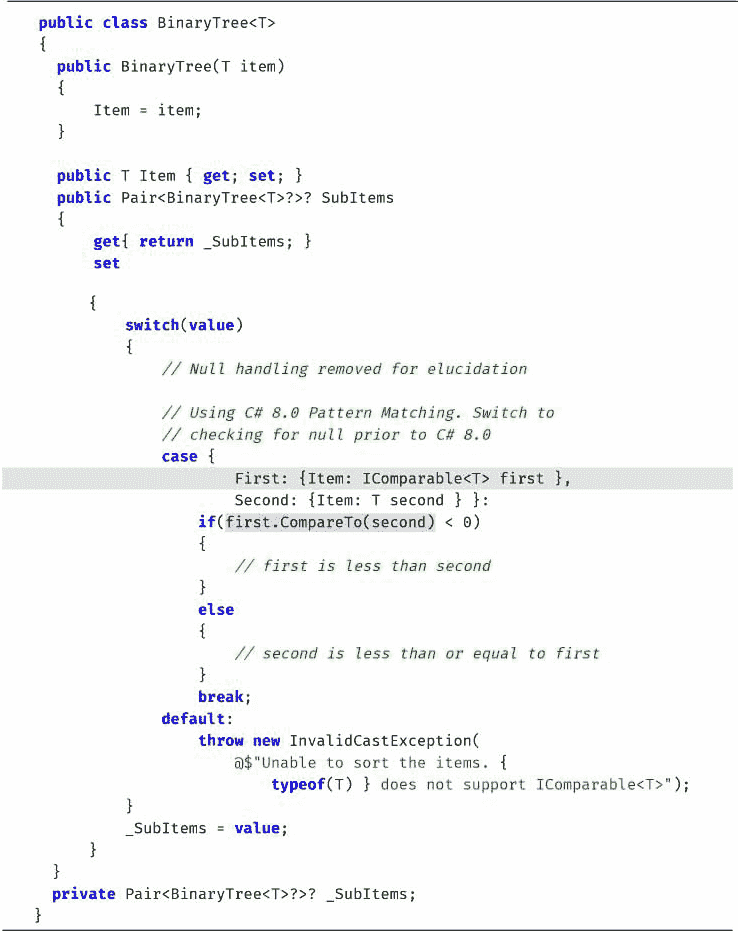 public class BinaryTree<T>
{
public BinaryTree(T item)
{
Item = item;
}
public T Item { get; set; }
public Pair<BinaryTree<T>?>? SubItems
{
get{ return _SubItems; }
set
{
switch(value)
{
// Null handling removed for elucidation
// Using C# 8.0 Pattern Matching. Switch to
// checking for null prior to C# 8.0
case {
First: {Item: IComparable<T> first },
Second: {Item: T second } }:
if(first.CompareTo(second) < 0)
{
// first is less than second
}
else
{
// second is less than or equal to first
}
break;
default:
throw new InvalidCastException(
@$"Unable to sort the items. {
typeof(T) } does not support IComparable<T>");
}
_SubItems = value;
}
}
private Pair<BinaryTree<T>?>? _SubItems;
}